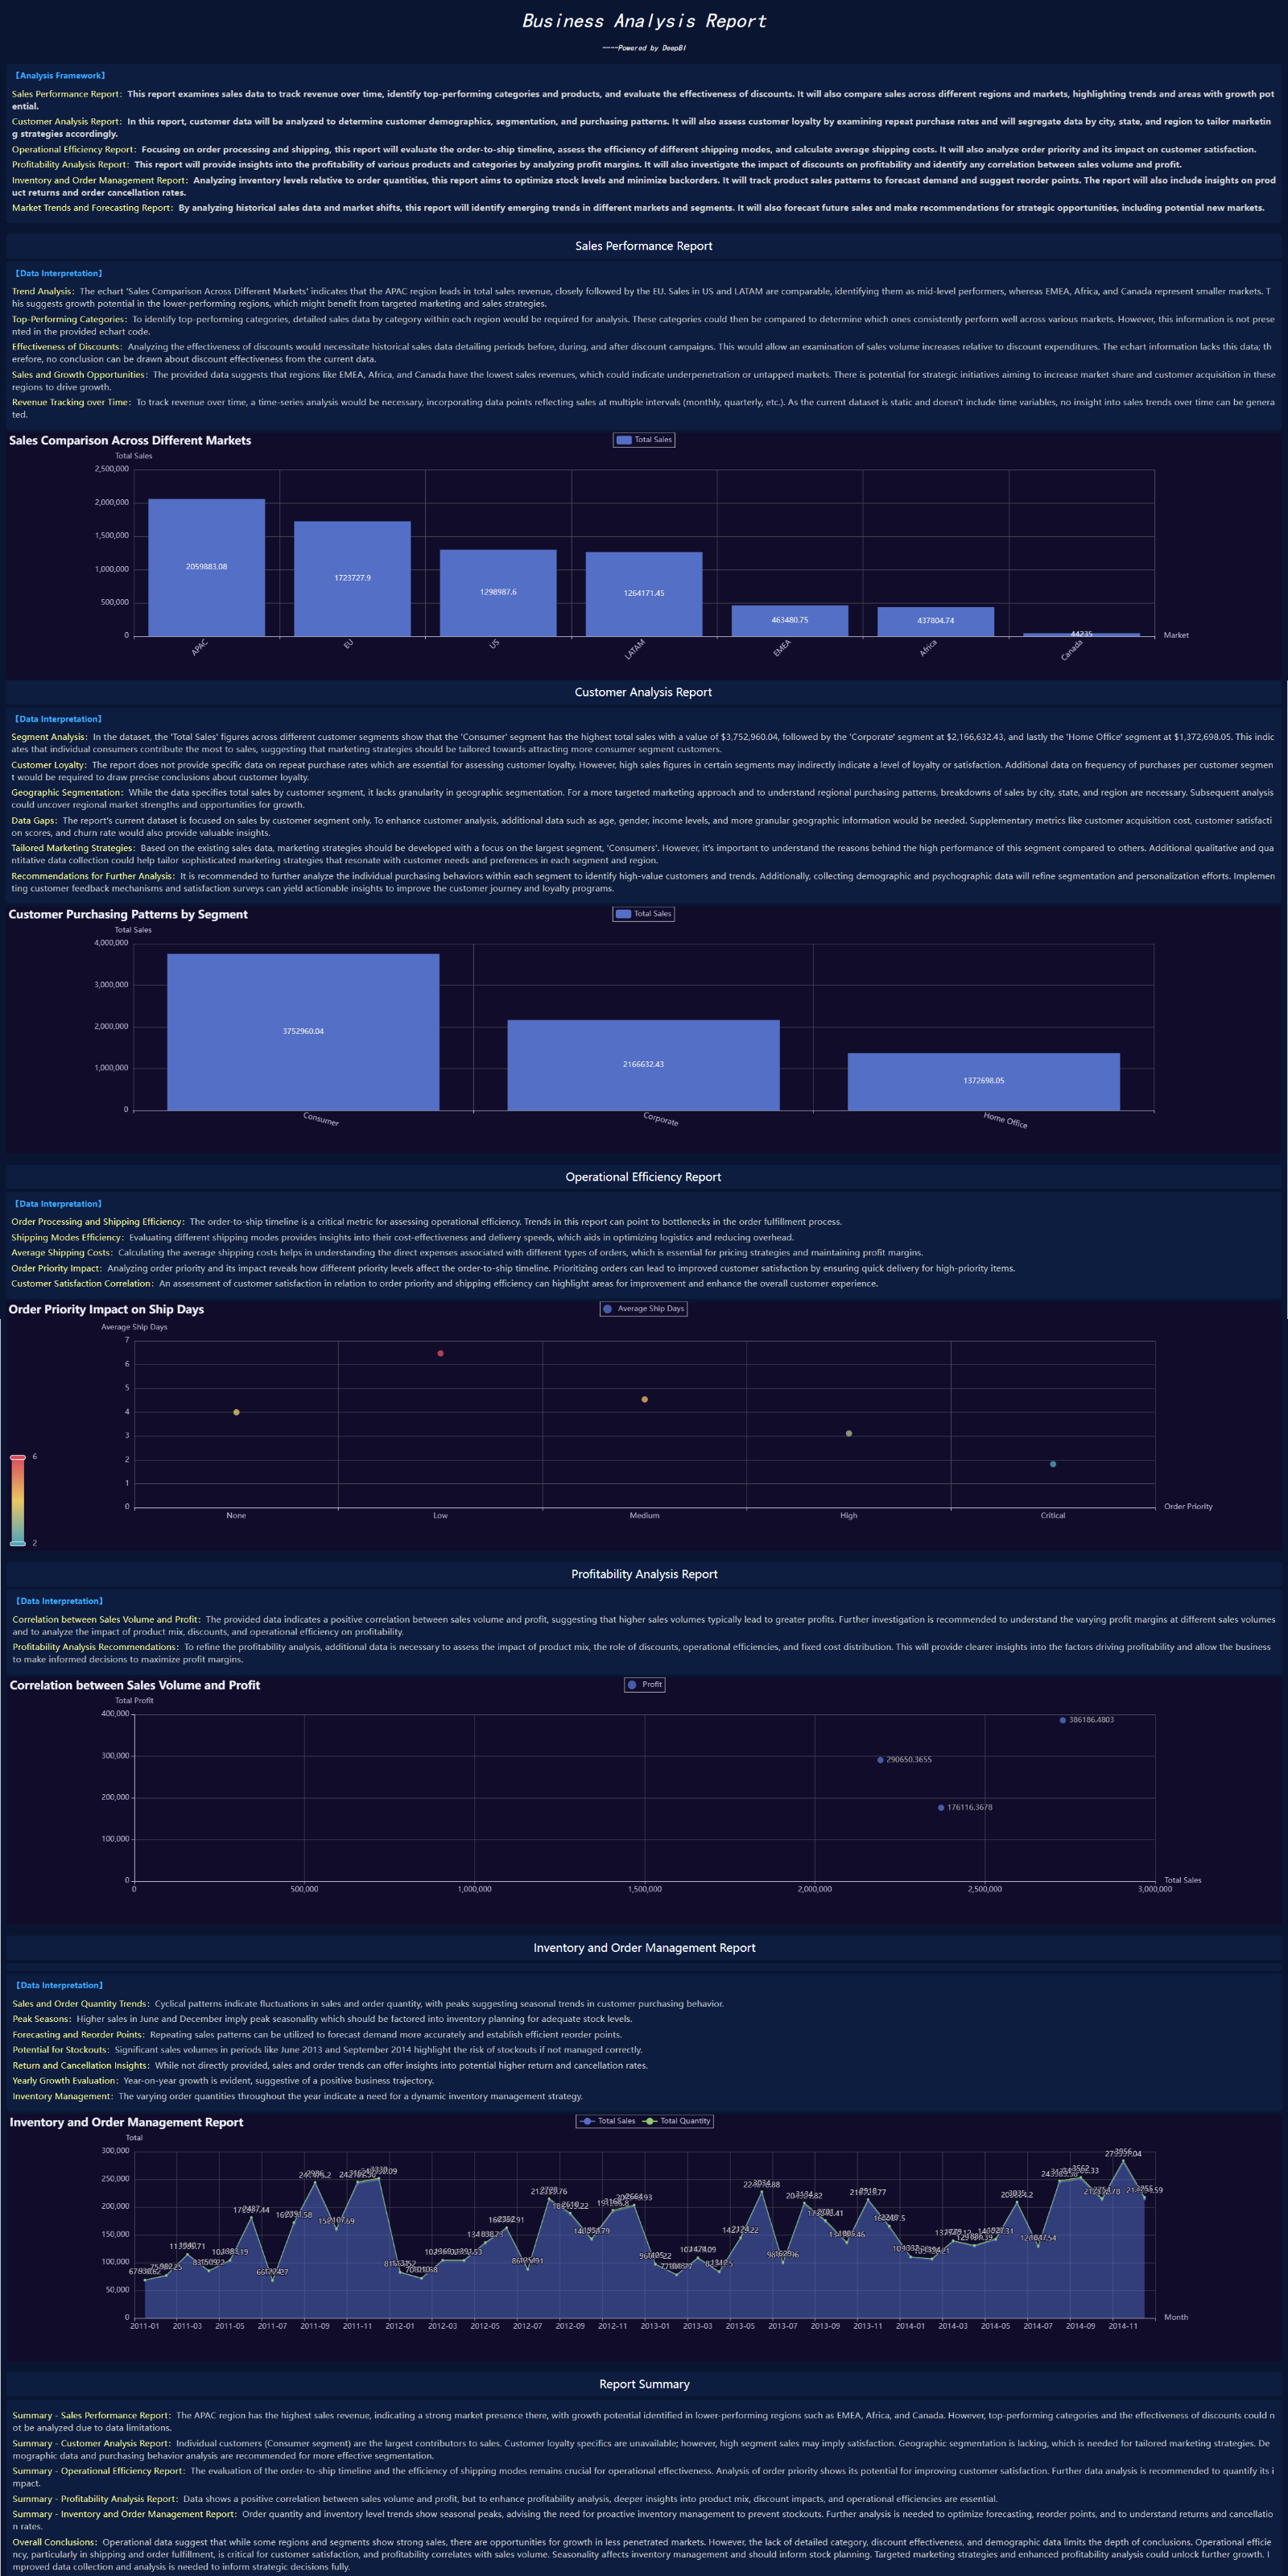 Business Analysis Report
----Powered by DeepBI
【Analysis Framework】
Sales Performance Report: This report examines sales data to track revenue over time, identify top-performing categories and products, and evaluate the effectiveness of discounts. It will also compare sales across different regions and markets, highlighting trends and areas with growth pot
ential.
Customer Analysis Report: In this report, customer data will be analyzed to determine customer demographics, segmentation, and purchasing patterns. It will also assess customer loyalty by examining repeat purchase rates and will segregate data by city, state, and region to tailor marketin
g strategies accordingly.
Operational Efficiency Report: Focusing on order processing and shipping, this report will evaluate the order-to-ship timeline, assess the efficiency of different shipping modes, and calculate average shipping costs. It will also analyze order priority and its impact on customer satisfaction.
Profitability Analysis Report: This report will provide insights into the profitability of various products and categories by analyzing profit margins. It will also investigate the impact of discounts on profitability and identify any correlation between sales volume and profit.
Inventory and Order Management Report: Analyzing inventory levels relative to order quantities, this report aims to optimize stock levels and minimize backorders. It will track product sales patterns to forecast demand and suggest reorder points. The report will also include insights on prod
uct returns and order cancellation rates.
Market Trends and Forecasting Report: By analyzing historical sales data and market shifts, this report will identify emerging trends in different markets and segments. It will also forecast future sales and make recommendations for strategic opportunities, including potential new markets.
Sales Performance Report
【Data Interpretation】
Trend Analysis: The echart 'Sales Comparison Across Different Markets' indicates that the APAC region leads in total sales revenue, closely followed by the EU. Sales in US and LATAM are comparable, identifying them as mid-level performers, whereas EMEA, Africa, and Canada represent smaller markets. T
his suggests growth potential in the lower-performing regions, which might benefit from targeted marketing and sales strategies.
Top-Performing Categories: To identify top-performing categories, detailed sales data by category within each region would be required for analysis. These categories could then be compared to determine which ones consistently perform well across various markets. However, this information is not prese
nted in the provided echart code.
Effectiveness of Discounts: Analyzing the effectiveness of discounts would necessitate historical sales data detailing periods before, during, and after discount campaigns. This would allow an examination of sales volume increases relative to discount expenditures. The echart information lacks this data; th
erefore, no conclusion can be drawn about discount effectiveness from the current data.
Sales and Growth Opportunities: The provided data suggests that regions like EMEA, Africa, and Canada have the lowest sales revenues, which could indicate underpenetration or untapped markets. There is potential for strategic initiatives aiming to increase market share and customer acquisition in these
regions to drive growth.
Revenue Tracking over Time: To track revenue over time, a time-series analysis would be necessary, incorporating data points reflecting sales at multiple intervals (monthly, quarterly, etc.). As the current dataset is static and doesn't include time variables, no insight into sales trends over time can be genera
ted.
Sales Comparison Across Different Markets
Total Sales
Total Sales
2,500,000
2,000,000
1,500,000
1,000,000
500,000
0
2059883.08
1723727.9
1298987.6
1264171.45
463480.75
437804.74
44235
Market
APAC
EU
US
LATAM
EMEA
Africa
Canada
Customer Analysis Report
【Data Interpretation】
Segment Analysis: In the dataset, the 'Total Sales' figures across different customer segments show that the 'Consumer' segment has the highest total sales with a value of $3,752,960.04, followed by the 'Corporate' segment at $2,166,632.43, and lastly the 'Home Office' segment at $1,372,698.05. This indic
ates that individual consumers contribute the most to sales, suggesting that marketing strategies should be tailored towards attracting more consumer segment customers.
Customer Loyalty: The report does not provide specific data on repeat purchase rates which are essential for assessing customer loyalty. However, high sales figures in certain segments may indirectly indicate a level of loyalty or satisfaction. Additional data on frequency of purchases per customer segmen
t would be required to draw precise conclusions about customer loyalty.
Geographic Segmentation: While the data specifies total sales by customer segment, it lacks granularity in geographic segmentation. For a more targeted marketing approach and to understand regional purchasing patterns, breakdowns of sales by city, state, and region are necessary. Subsequent analysis
could uncover regional market strengths and opportunities for growth.
Data Gaps: The report's current dataset is focused on sales by customer segment only. To enhance customer analysis, additional data such as age, gender, income levels, and more granular geographic information would be needed. Supplementary metrics like customer acquisition cost, customer satisfacti
on scores, and churn rate would also provide valuable insights.
Tailored Marketing Strategies: Based on the existing sales data, marketing strategies should be developed with a focus on the largest segment, 'Consumers'. However, it's important to understand the reasons behind the high performance of this segment compared to others. Additional qualitative and qua
ntitative data collection could help tailor sophisticated marketing strategies that resonate with customer needs and preferences in each segment and region.
Recommendations for Further Analysis: It is recommended to further analyze the individual purchasing behaviors within each segment to identify high-value customers and trends. Additionally, collecting demographic and psychographic data will refine segmentation and personalization efforts. Implemen
ting customer feedback mechanisms and satisfaction surveys can yield actionable insights to improve the customer journey and loyalty programs.
Customer Purchasing Patterns by Segment
Total Sales
Total Sales
4,000,000
3,000,000
2,000,000
1,000,000
0
3752960.04
2166632.43
1372698.05
Consumer
Corporate
Home Office
Operational Efficiency Report
【Data Interpretation】
Order Processing and Shipping Efficiency: The order-to-ship timeline is a critical metric for assessing operational efficiency. Trends in this report can point to bottlenecks in the order fulfillment process.
Shipping Modes Efficiency: Evaluating different shipping modes provides insights into their cost-effectiveness and delivery speeds, which aids in optimizing logistics and reducing overhead.
Average Shipping Costs: Calculating the average shipping costs helps in understanding the direct expenses associated with different types of orders, which is essential for pricing strategies and maintaining profit margins.
Order Priority Impact: Analyzing order priority and its impact reveals how different priority levels affect the order-to-ship timeline. Prioritizing orders can lead to improved customer satisfaction by ensuring quick delivery for high-priority items.
Customer Satisfaction Correlation: An assessment of customer satisfaction in relation to order priority and shipping efficiency can highlight areas for improvement and enhance the overall customer experience.
Order Priority Impact on Ship Days
Average Ship Days
Average Ship Days
7
6
5
4
3
2
1
0
6
2
None
Low
Medium
High
Critical
Order Priority
Profitability Analysis Report
【Data Interpretation】
Correlation between Sales Volume and Profit: The provided data indicates a positive correlation between sales volume and profit, suggesting that higher sales volumes typically lead to greater profits. Further investigation is recommended to understand the varying profit margins at different sales volumes
and to analyze the impact of product mix, discounts, and operational efficiency on profitability.
Profitability Analysis Recommendations: To refine the profitability analysis, additional data is necessary to assess the impact of product mix, the role of discounts, operational efficiencies, and fixed cost distribution. This will provide clearer insights into the factors driving profitability and allow the business
to make informed decisions to maximize profit margins.
Correlation between Sales Volume and Profit
Profit
Total Profit
400,000
300,000
200,000
100,000
0
386186.4803
290650.3655
176116.3678
0
500,000
1,000,000
1,500,000
2,000,000
2,500,000
3,000,000
Total Sales
Inventory and Order Management Report
【Data Interpretation】
Sales and Order Quantity Trends: Cyclical patterns indicate fluctuations in sales and order quantity, with peaks suggesting seasonal trends in customer purchasing behavior.
Peak Seasons: Higher sales in June and December imply peak seasonality which should be factored into inventory planning for adequate stock levels.
Forecasting and Reorder Points: Repeating sales patterns can be utilized to forecast demand more accurately and establish efficient reorder points.
Potential for Stockouts: Significant sales volumes in periods like June 2013 and September 2014 highlight the risk of stockouts if not managed correctly.
Return and Cancellation Insights: While not directly provided, sales and order trends can offer insights into potential higher return and cancellation rates.
Yearly Growth Evaluation: Year-on-year growth is evident, suggestive of a positive business trajectory.
Inventory Management: The varying order quantities throughout the year indicate a need for a dynamic inventory management strategy.
Inventory and Order Management Report
Total Sales
Total Quantity
Total
300,000
250,000
200,000
150,000
100,000
50,000
0
2011-01
2011-03
2011-05
2011-07
2011-09
2011-11
2012-01
2012-03
2012-05
2012-07
2012-09
2012-11
2013-01
2013-03
2013-05
2013-07
2013-09
2013-11
2014-01
2014-03
2014-05
2014-07
2014-09
2014-11
Month
Report Summary
Summary - Sales Performance Report: The APAC region has the highest sales revenue, indicating a strong market presence there, with growth potential identified in lower-performing regions such as EMEA, Africa, and Canada. However, top-performing categories and the effectiveness of discounts could n
ot be analyzed due to data limitations.
Summary - Customer Analysis Report: Individual customers (Consumer segment) are the largest contributors to sales. Customer loyalty specifics are unavailable; however, high segment sales may imply satisfaction. Geographic segmentation is lacking, which is needed for tailored marketing strategies. De
mographic data and purchasing behavior analysis are recommended for more effective segmentation.
Summary - Operational Efficiency Report: The evaluation of the order-to-ship timeline and the efficiency of shipping modes remains crucial for operational effectiveness. Analysis of order priority shows its potential for improving customer satisfaction. Further data analysis is recommended to quantify its i
mpact.
Summary - Profitability Analysis Report: Data shows a positive correlation between sales volume and profit, but to enhance profitability analysis, deeper insights into product mix, discount impacts, and operational efficiencies are essential.
Summary - Inventory and Order Management Report: Order quantity and inventory level trends show seasonal peaks, advising the need for proactive inventory management to prevent stockouts. Further analysis is needed to optimize forecasting, reorder points, and to understand returns and cancellatio
n rates.
Overall Conclusions: Operational data suggest that while some regions and segments show strong sales, there are opportunities for growth in less penetrated markets. However, the lack of detailed category, discount effectiveness, and demographic data limits the depth of conclusions. Operational efficie
ncy, particularly in shipping and order fulfillment, is critical for customer satisfaction, and profitability correlates with sales volume. Seasonality affects inventory management and should inform stock planning. Targeted marketing strategies and enhanced profitability analysis could unlock further growth. I
mproved data collection and analysis is needed to inform strategic decisions fully.